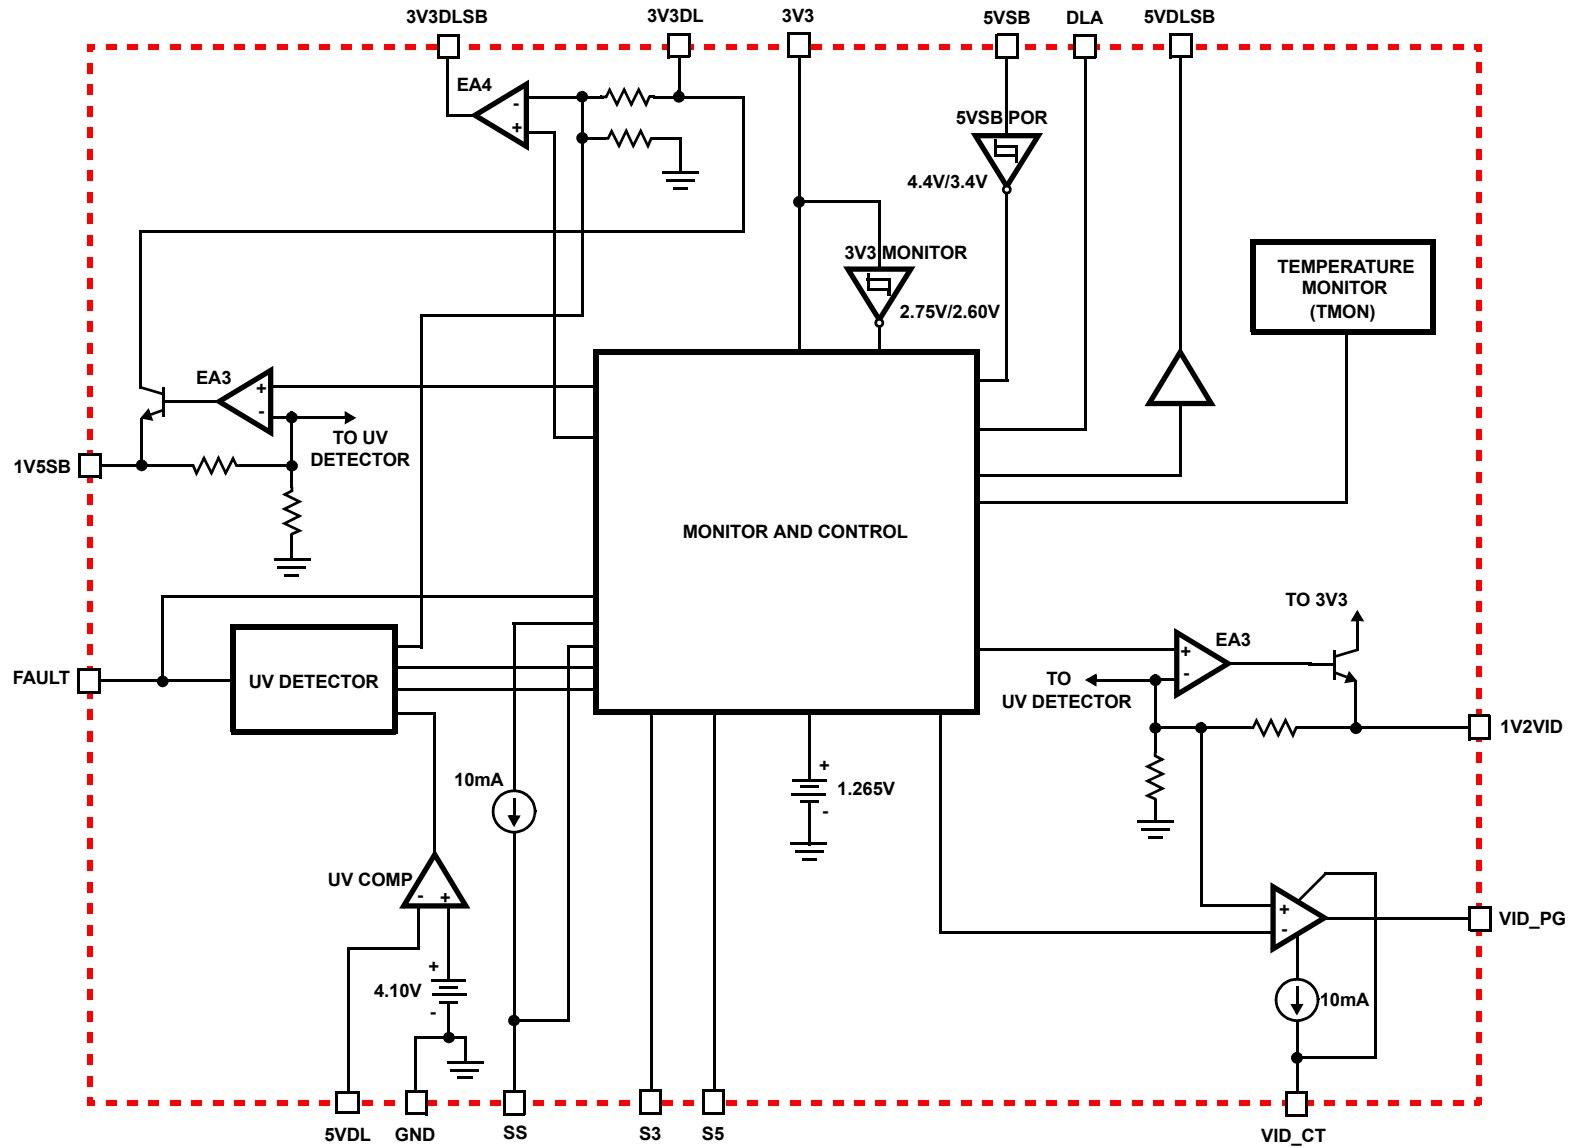 3V3DLSB
3V3DL
3V3
5VSB
DLA
5VDLSB
EA4
-
+
5VSB POR
4.4V/3.4V
3V3 MONITOR
2.75V/2.60V
TEMPERATURE
MONITOR
(TMON)
EA3
+
-
TO UV
DETECTOR
1V5SB
MONITOR AND CONTROL
TO 3V3
EA3
+
-
TO
UV DETECTOR
FAULT
UV DETECTOR
1V2VID
10mA
+
1.265V
-
UV COMP
-
+
+
4.10V
-
+
-
VID_PG
10mA
5VDL
GND
SS
S3
S5
VID_CT